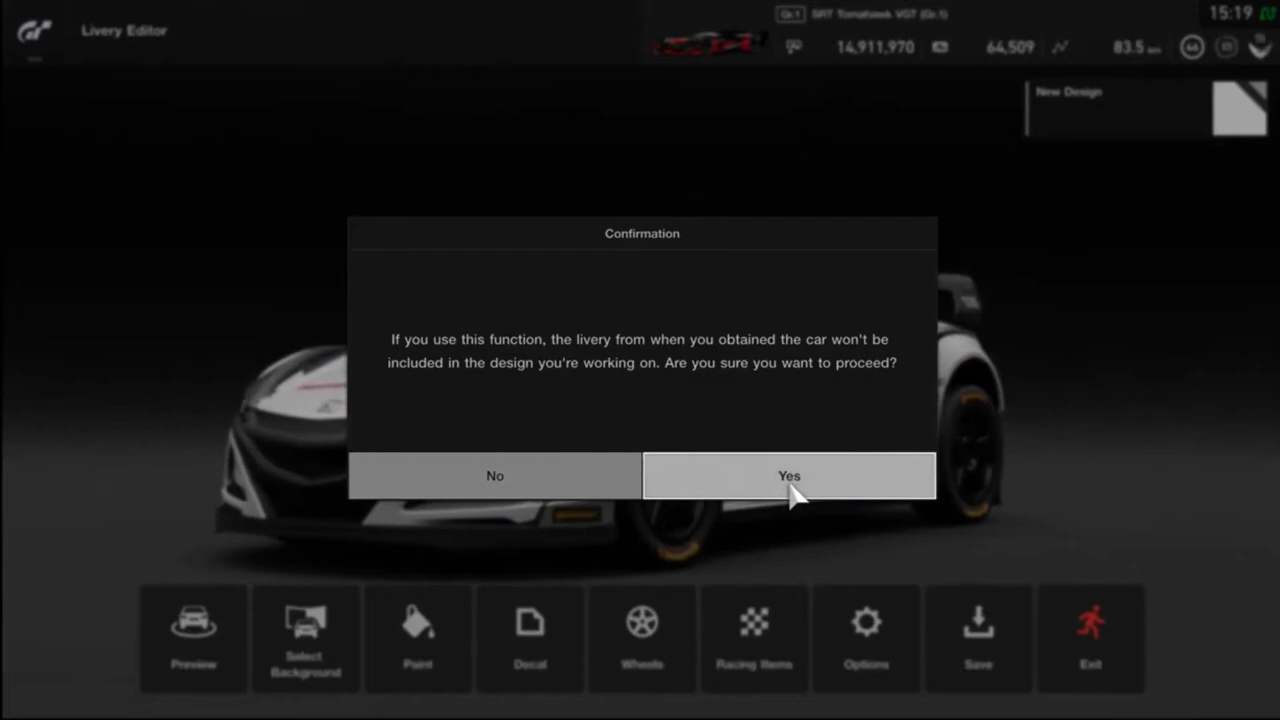 Livery Editor
Gr.1 SRT Tomahawk VGT (Gr.1)
15:19
14,911,970 64,509 83.5 km
New Design
Confirmation
If you use this function, the livery from when you obtained the car won't be
included in the design you're working on. Are you sure you want to proceed?
No
Yes
Preview
Select
Background
Paint
Decal
Wheels
Racing Items
Options
Save
Exit